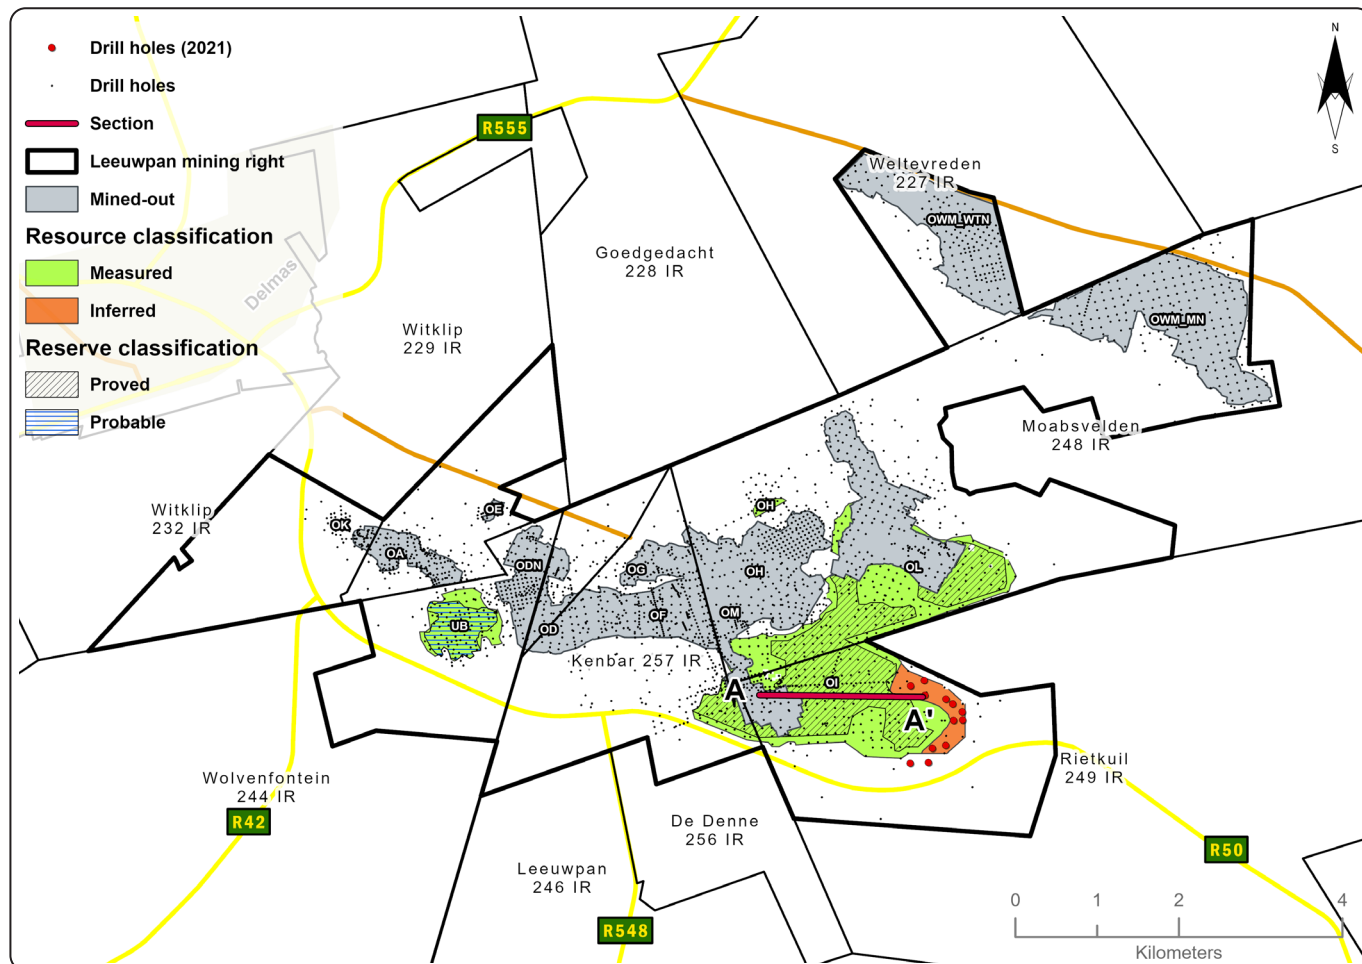 Drill holes (2021)
Drill holes
Section
Leeuwpan mining right
Mined-out
Resource classification
Measured
Inferred
Reserve classification
Proved
Probable
N
S
R555
Delmas
Weltevreden
227 IR
OWM_WTN
Goedgedacht
228 IR
OWM_MN
Witklip
229 IR
Moabsvelden
248 IR
Witklip
232 IR
OK
OE
OA
ODN
OG
OH
OH
OL
UB
OD
OF
OM
Kenbar 257 IR
OI
A
A'
Wolvenfontein
244 IR
R42
Rietkuil
249 IR
De Denne
256 IR
R50
Leeuwpan
246 IR
R548
0
1
2
4
Kilometers